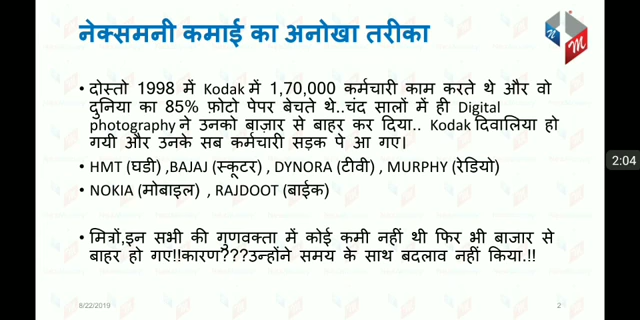 नेक्समनी कमाई का अनोखा तरीका
• दोस्तो 1998 में Kodak में 1,70,000 कर्मचारी काम करते थे और वो
दुनिया का 85% फ़ोटो पेपर बेचते थे..चंद सालों में ही Digital
photography ने उनको बाज़ार से बाहर कर दिया.. Kodak दिवालिया हो
गयी और उनके सब कर्मचारी सड़क पे आ गए।
• HMT (घड़ी) ,BAJAJ (स्कूटर) , DYNORA (टीवी) , MURPHY (रेडियो)
• NOKIA (मोबाइल) , RAJDOOT (बाईक)
• मित्रों,इन सभी की गुणवक्ता में कोई कमी नहीं थी फिर भी बाजार से
बाहर हो गए!!कारण???उन्होंने समय के साथ बदलाव नहीं किया.!!
8/22/2019
2
2:04